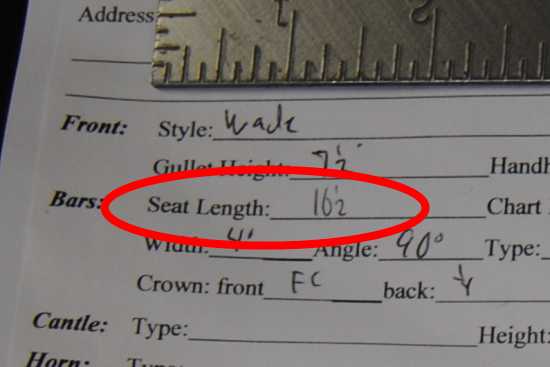 Address
Front: Style: Wade
Gullet Height: 7½" Handh
Bars: Seat Length: 16½ Chart
Width: 4" Angle: 90° Type:
Crown: front FC back:
Cantle: Type: Height:
Horn: